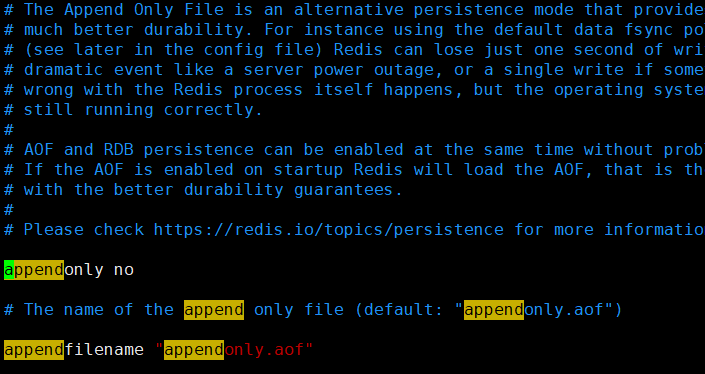 # The Append Only File is an alternative persistence mode that provide
# much better durability. For instance using the default data fsync po
# (see later in the config file) Redis can lose just one second of wri
# dramatic event like a server power outage, or a single write if some
# wrong with the Redis process itself happens, but the operating syste
# still running correctly.
#
# AOF and RDB persistence can be enabled at the same time without prob
# If the AOF is enabled on startup Redis will load the AOF, that is th
# with the better durability guarantees.
#
# Please check https://redis.io/topics/persistence for more informatio
appendonly no
# The name of the append only file (default: "appendonly.aof")
appendfilename "appendonly.aof"